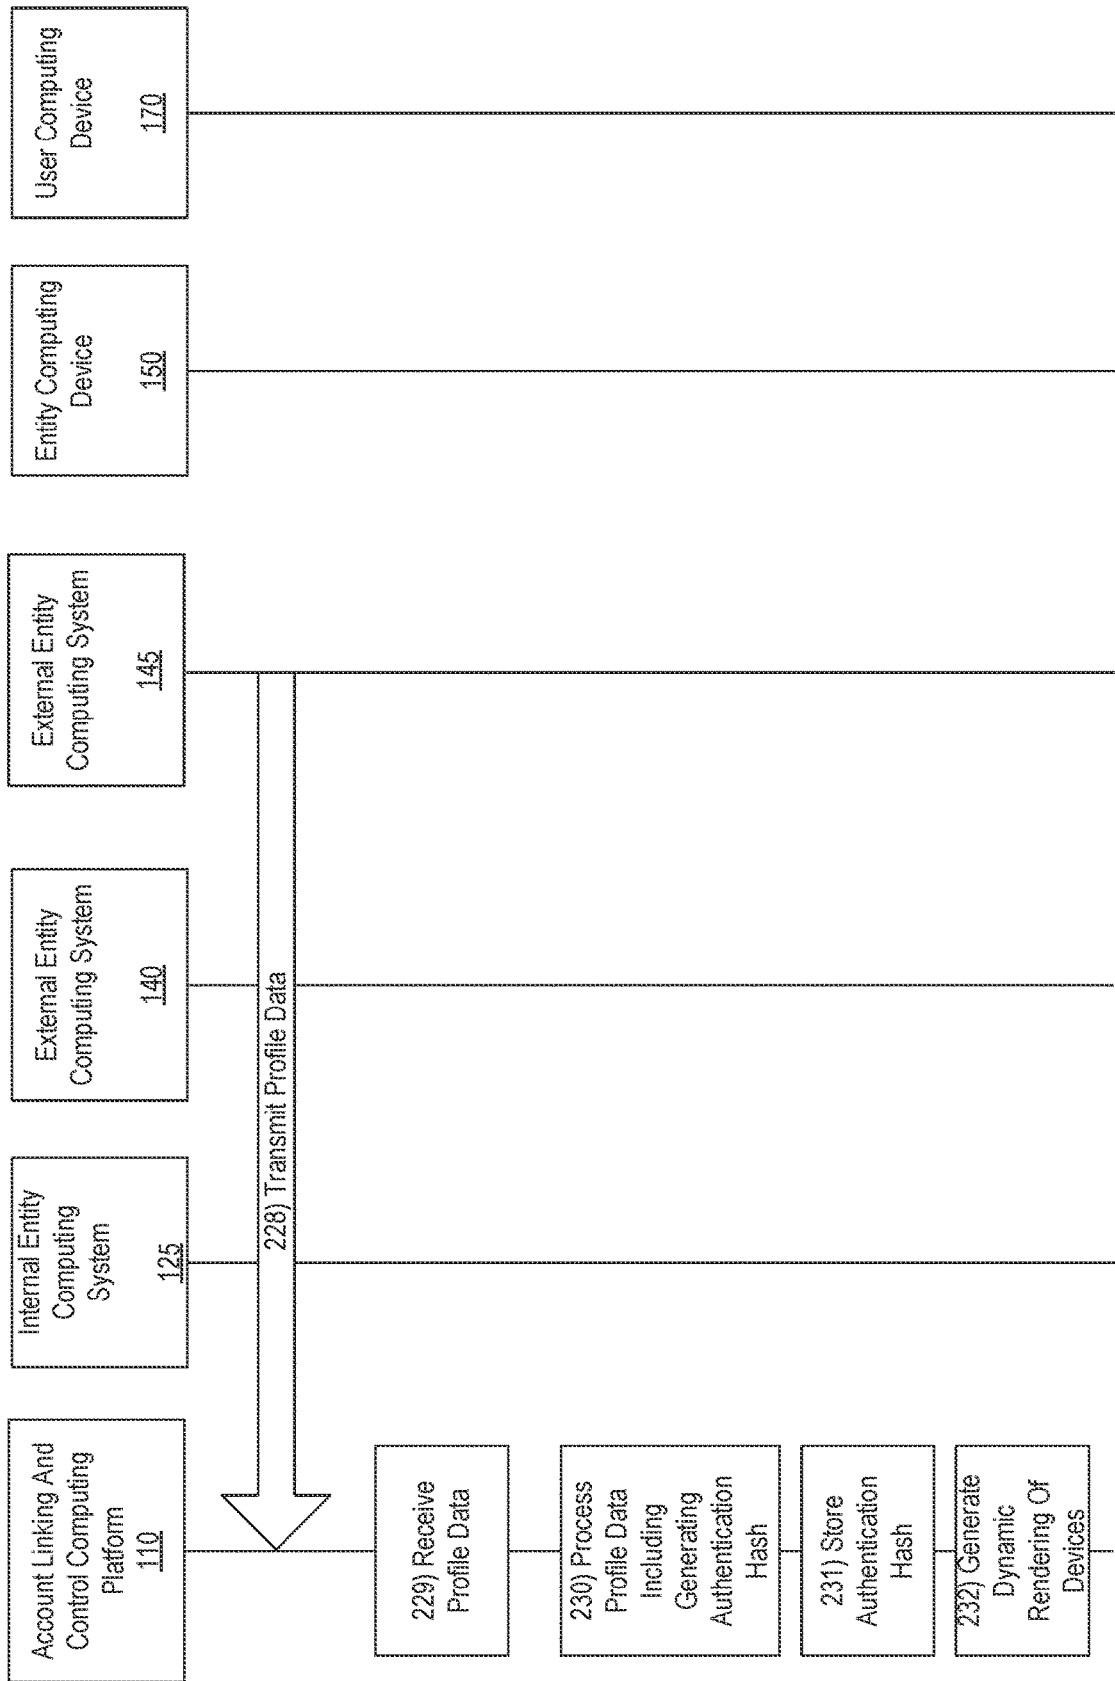 Account Linking And
Control Computing
Platform
110
Internal Entity
Computing
System
125
External Entity
Computing System
140
External Entity
Computing System
145
Entity Computing
Device
150
User Computing
Device
170
228) Transmit Profile Data
229) Receive
Profile Data
230) Process
Profile Data
Including
Generating
Authentication
Hash
231) Store
Authentication
Hash
232) Generate
Dynamic
Rendering Of
Devices